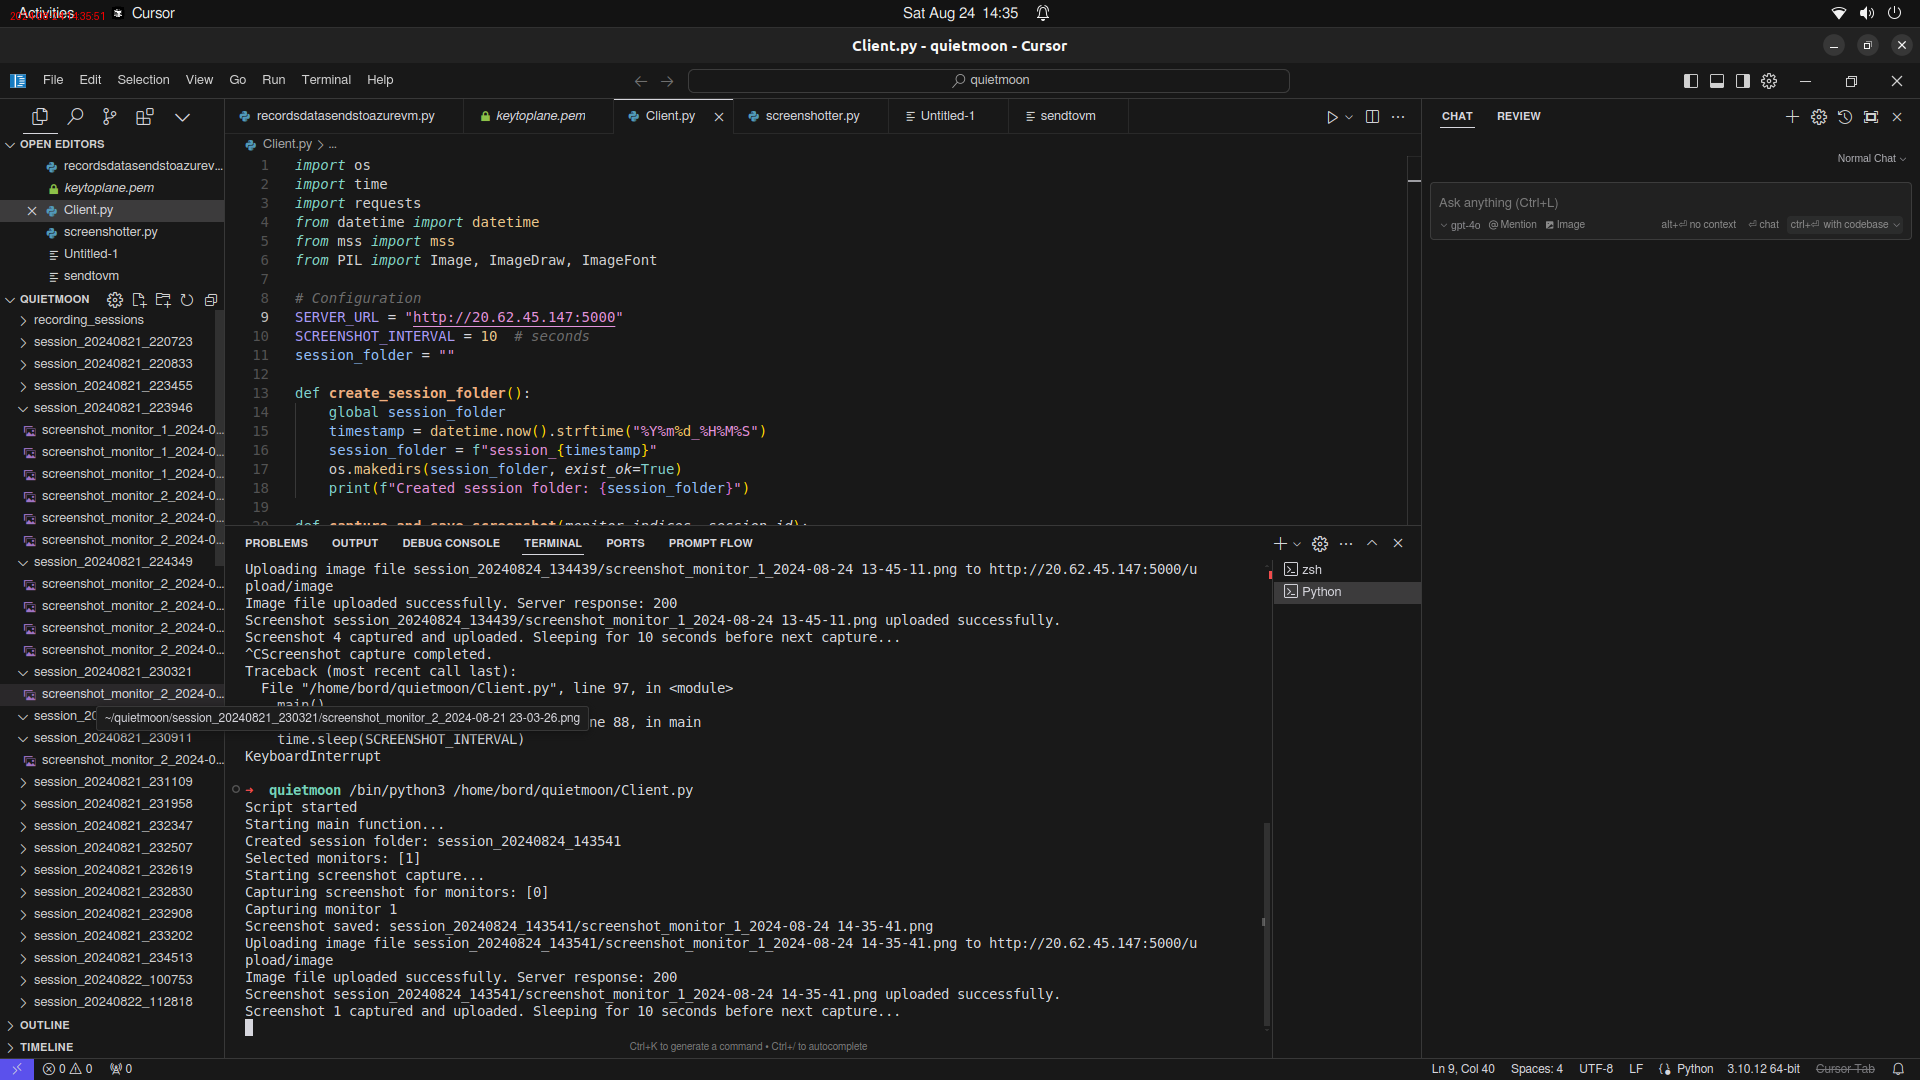 Activities
Cursor
Sat Aug 24 14:35
Client.py - quietmoon - Cursor
File Edit Selection View Go Run Terminal Help
quietmoon
OPEN EDITORS
recordsdatasendstoazurev...
keytoplane.pem
Client.py
screenshotter.py
Untitled-1
sendtovm
QUIETMOON
recording_sessions
session_20240821_220723
session_20240821_220833
session_20240821_223455
session_20240821_223946
screenshot_monitor_1_2024-0...
screenshot_monitor_1_2024-0...
screenshot_monitor_1_2024-0...
screenshot_monitor_2_2024-0...
screenshot_monitor_2_2024-0...
screenshot_monitor_2_2024-0...
session_20240821_224349
screenshot_monitor_2_2024-0...
screenshot_monitor_2_2024-0...
screenshot_monitor_2_2024-0...
screenshot_monitor_2_2024-0...
session_20240821_230321
screenshot_monitor_2_2024-0...
session_20
~/quietmoon/session_20240821_230321/screenshot_monitor_2_2024-08-21 23-03-26.png
session_20240821_230911
screenshot_monitor_2_2024-0...
session_20240821_231109
session_20240821_231958
session_20240821_232347
session_20240821_232507
session_20240821_232619
session_20240821_232830
session_20240821_232908
session_20240821_233202
session_20240821_234513
session_20240822_100753
session_20240822_112818
OUTLINE
TIMELINE
recordsdatasendstoazurevm.py keytoplane.pem Client.py screenshotter.py Untitled-1 sendtovm
Client.py > ...
1 import os
2 import time
3 import requests
4 from datetime import datetime
5 from mss import mss
6 from PIL import Image, ImageDraw, ImageFont
7
8 # Configuration
9 SERVER_URL = "http://20.62.45.147:5000"
10 SCREENSHOT_INTERVAL = 10 # seconds
11 session_folder = ""
12
13 def create_session_folder():
14 global session_folder
15 timestamp = datetime.now().strftime("%Y%m%d_%H%M%S")
16 session_folder = f"session_{timestamp}"
17 os.makedirs(session_folder, exist_ok=True)
18 print(f"Created session folder: {session_folder}")
19
20 def capture_and_save_screenshot(monitor_indices, session_id):
PROBLEMS OUTPUT DEBUG CONSOLE TERMINAL PORTS PROMPT FLOW
Uploading image file session_20240824_134439/screenshot_monitor_1_2024-08-24 13-45-11.png to http://20.62.45.147:5000/u
pload/image
Image file uploaded successfully. Server response: 200
Screenshot session_20240824_134439/screenshot_monitor_1_2024-08-24 13-45-11.png uploaded successfully.
Screenshot 4 captured and uploaded. Sleeping for 10 seconds before next capture...
^CScreenshot capture completed.
Traceback (most recent call last):
File "/home/bord/quietmoon/Client.py", line 97, in <module>
main()
ne 88, in main
time.sleep(SCREENSHOT_INTERVAL)
KeyboardInterrupt
➜ quietmoon /bin/python3 /home/bord/quietmoon/Client.py
Script started
Starting main function...
Created session folder: session_20240824_143541
Selected monitors: [1]
Starting screenshot capture...
Capturing screenshot for monitors: [0]
Capturing monitor 1
Screenshot saved: session_20240824_143541/screenshot_monitor_1_2024-08-24 14-35-41.png
Uploading image file session_20240824_143541/screenshot_monitor_1_2024-08-24 14-35-41.png to http://20.62.45.147:5000/u
pload/image
Image file uploaded successfully. Server response: 200
Screenshot session_20240824_143541/screenshot_monitor_1_2024-08-24 14-35-41.png uploaded successfully.
Screenshot 1 captured and uploaded. Sleeping for 10 seconds before next capture...
Ctrl+K to generate a command • Ctrl+/ to autocomplete
zsh
Python
CHAT REVIEW
Normal Chat
Ask anything (Ctrl+L)
gpt-4o @ Mention Image alt+⏎ no context ⏎ chat ctrl+⏎ with codebase
0 0 0
Ln 9, Col 40 Spaces: 4 UTF-8 LF Python 3.10.12 64-bit Cursor Tab